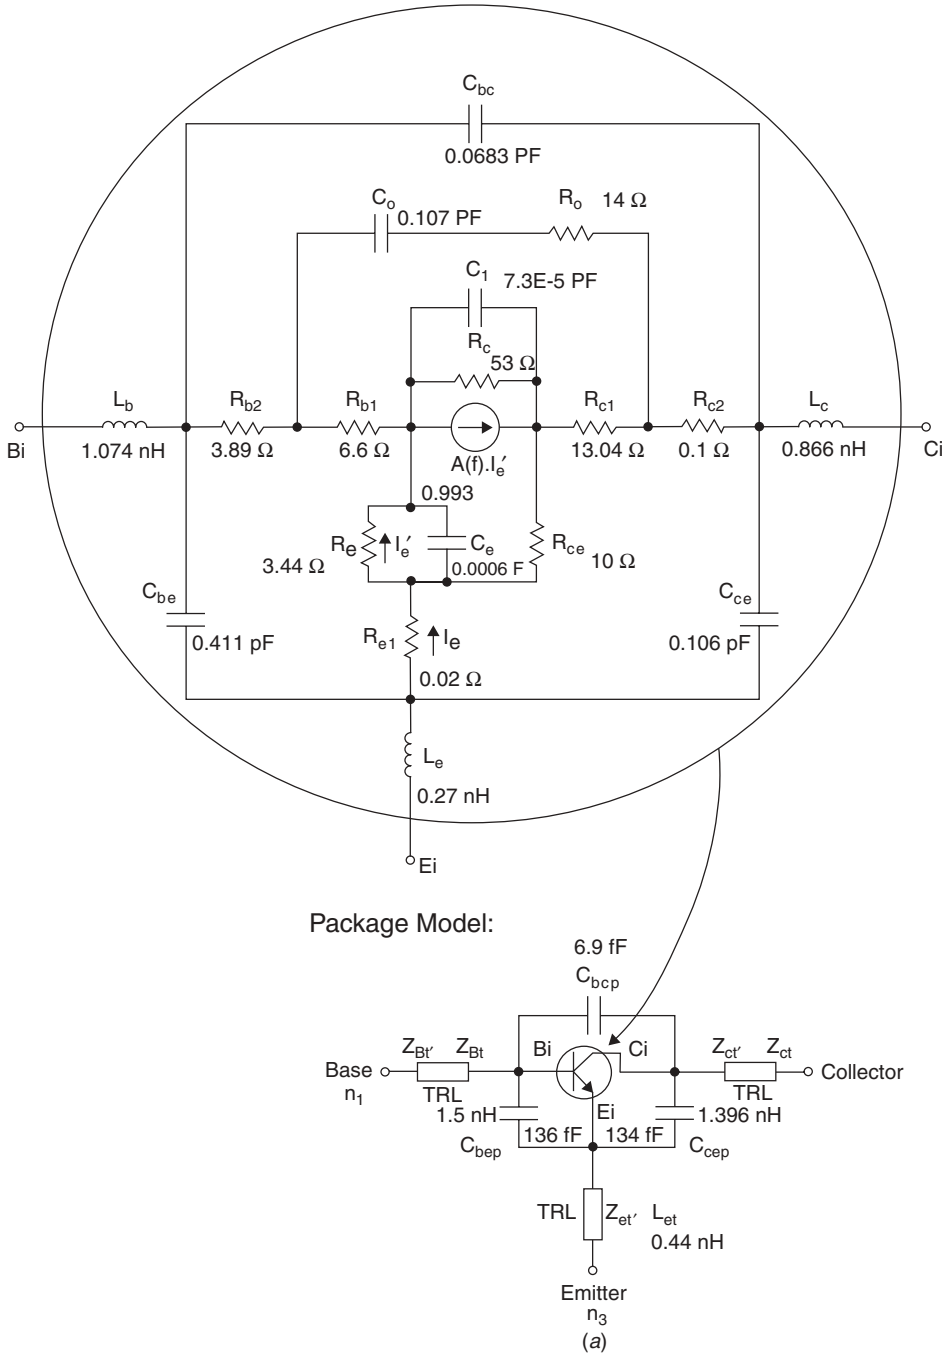 C_bc
0.0683 PF
C_o
0.107 PF
R_o
14 Ω
C_1
7.3E-5 PF
R_c
53 Ω
L_b
R_b2
R_b1
R_c1
R_c2
L_c
Bi
1.074 nH
3.89 Ω
6.6 Ω
A(f).I_e′
13.04 Ω
0.1 Ω
0.866 nH
Ci
0.993
R_e
I_e′
C_e
R_ce
3.44 Ω
0.0006 F
10 Ω
C_be
C_ce
0.411 pF
R_e1
I_e
0.106 pF
0.02 Ω
L_e
0.27 nH
Ei
Package Model:
6.9 fF
C_bcp
Z_Bt′
Z_Bt
Bi
Ci
Z_ct′
Z_ct
Base
Collector
n_1
TRL
TRL
1.5 nH
Ei
1.396 nH
136 fF
134 fF
C_bep
C_cep
TRL
Z_et′
L_et
0.44 nH
Emitter
n_3
(a)